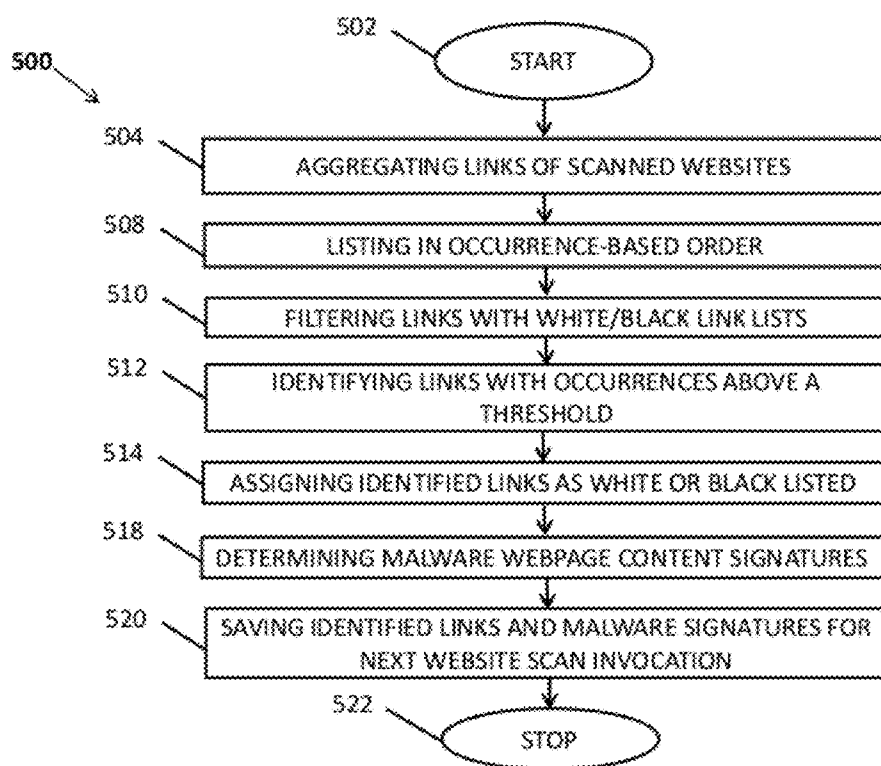 502
START
500
504
AGGREGATING LINKS OF SCANNED WEBSITES
508
LISTING IN OCCURRENCE-BASED ORDER
510
FILTERING LINKS WITH WHITE/BLACK LINK LISTS
512
IDENTIFYING LINKS WITH OCCURRENCES ABOVE A
THRESHOLD
514
ASSIGNING IDENTIFIED LINKS AS WHITE OR BLACK LISTED
518
DETERMINING MALWARE WEBPAGE CONTENT SIGNATURES
520
SAVING IDENTIFIED LINKS AND MALWARE SIGNATURES FOR
NEXT WEBSITE SCAN INVOCATION
522
STOP